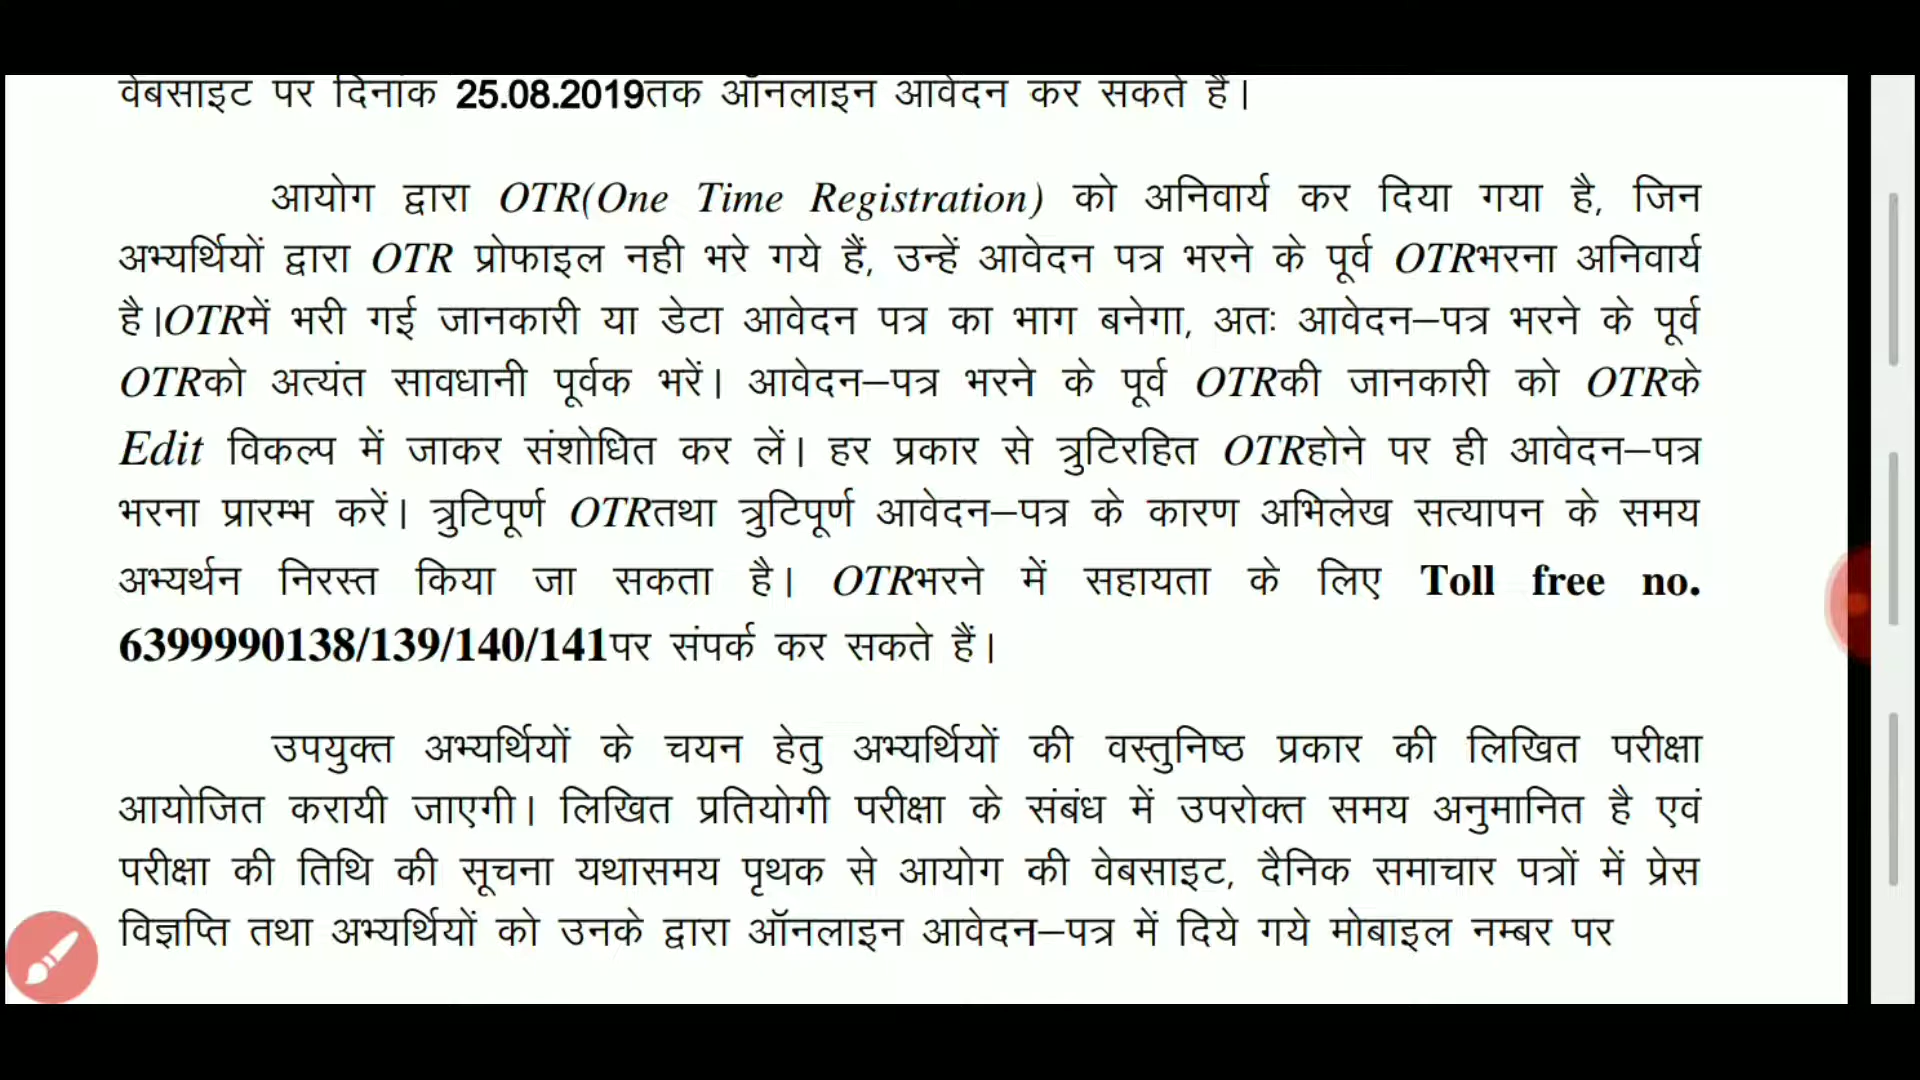 वेबसाइट पर दिनांक 25.08.2019तक ऑनलाइन आवेदन कर सकते हैं।
आयोग द्वारा OTR(One Time Registration) को अनिवार्य कर दिया गया है, जिन
अभ्यर्थियों द्वारा OTR प्रोफाइल नही भरे गये हैं, उन्हें आवेदन पत्र भरने के पूर्व OTRभरना अनिवार्य
है।OTRमें भरी गई जानकारी या डेटा आवेदन पत्र का भाग बनेगा, अतः आवेदन–पत्र भरने के पूर्व
OTRको अत्यंत सावधानी पूर्वक भरें। आवेदन–पत्र भरने के पूर्व OTRकी जानकारी को OTRके
Edit विकल्प में जाकर संशोधित कर लें। हर प्रकार से त्रुटिरहित OTRहोने पर ही आवेदन–पत्र
भरना प्रारम्भ करें। त्रुटिपूर्ण OTRतथा त्रुटिपूर्ण आवेदन–पत्र के कारण अभिलेख सत्यापन के समय
अभ्यर्थन निरस्त किया जा सकता है। OTRभरने में सहायता के लिए Toll free no.
6399990138/139/140/141पर संपर्क कर सकते हैं।
उपयुक्त अभ्यर्थियों के चयन हेतु अभ्यर्थियों की वस्तुनिष्ठ प्रकार की लिखित परीक्षा
आयोजित करायी जाएगी। लिखित प्रतियोगी परीक्षा के संबंध में उपरोक्त समय अनुमानित है एवं
परीक्षा की तिथि की सूचना यथासमय पृथक से आयोग की वेबसाइट, दैनिक समाचार पत्रों में प्रेस
विज्ञप्ति तथा अभ्यर्थियों को उनके द्वारा ऑनलाइन आवेदन–पत्र में दिये गये मोबाइल नम्बर पर